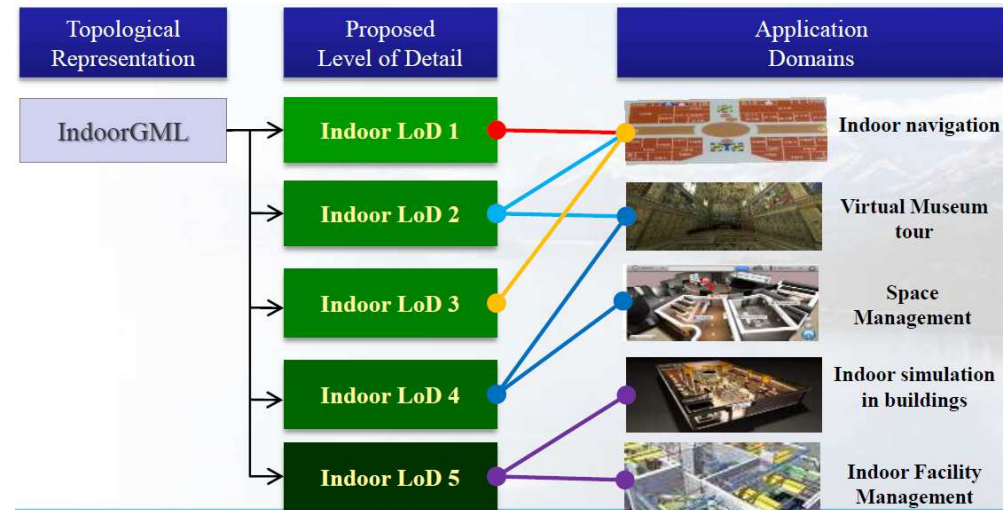 Topological
Representation
Proposed
Level of Detail
Application
Domains
IndoorGML
Indoor LoD 1
Indoor navigation
Indoor LoD 2
Virtual Museum
tour
Indoor LoD 3
Space
Management
Indoor LoD 4
Indoor simulation
in buildings
Indoor LoD 5
Indoor Facility
Management